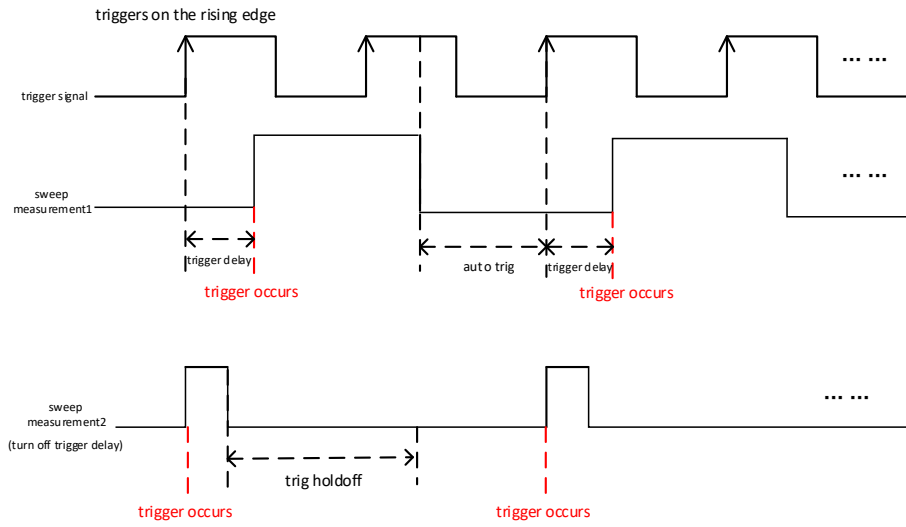 triggers on the rising edge
... ...
trigger signal
... ...
sweep
measurement1
trigger delay
auto trig
trigger delay
trigger occurs
trigger occurs
... ...
sweep
measurement2
(turn off trigger delay)
trig holdoff
trigger occurs
trigger occurs